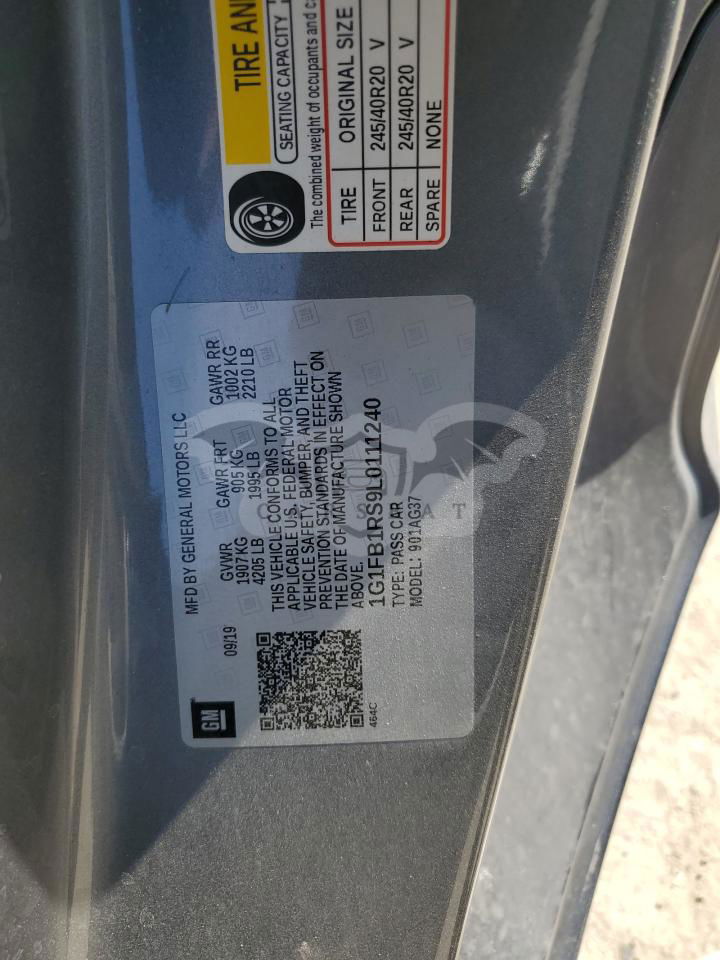 GM
MFD BY GENERAL MOTORS LLC
09/19 GVWR GAWR FRT GAWR RR
1907 KG 905 KG 1002 KG
4205 LB 1995 LB 2210 LB
THIS VEHICLE CONFORMS TO ALL
APPLICABLE U.S. FEDERAL MOTOR
VEHICLE SAFETY, BUMPER, AND THEFT
PREVENTION STANDARDS IN EFFECT ON
THE DATE OF MANUFACTURE SHOWN
ABOVE.
1G1FB1RS9L0111240
TYPE: PASS CAR
MODEL: 901AG37
464C
TIRE
SEATING CAPACITY
The combined weight of occupants and
TIRE ORIGINAL SIZE
FRONT 245/40R20 V
REAR 245/40R20 V
SPARE NONE